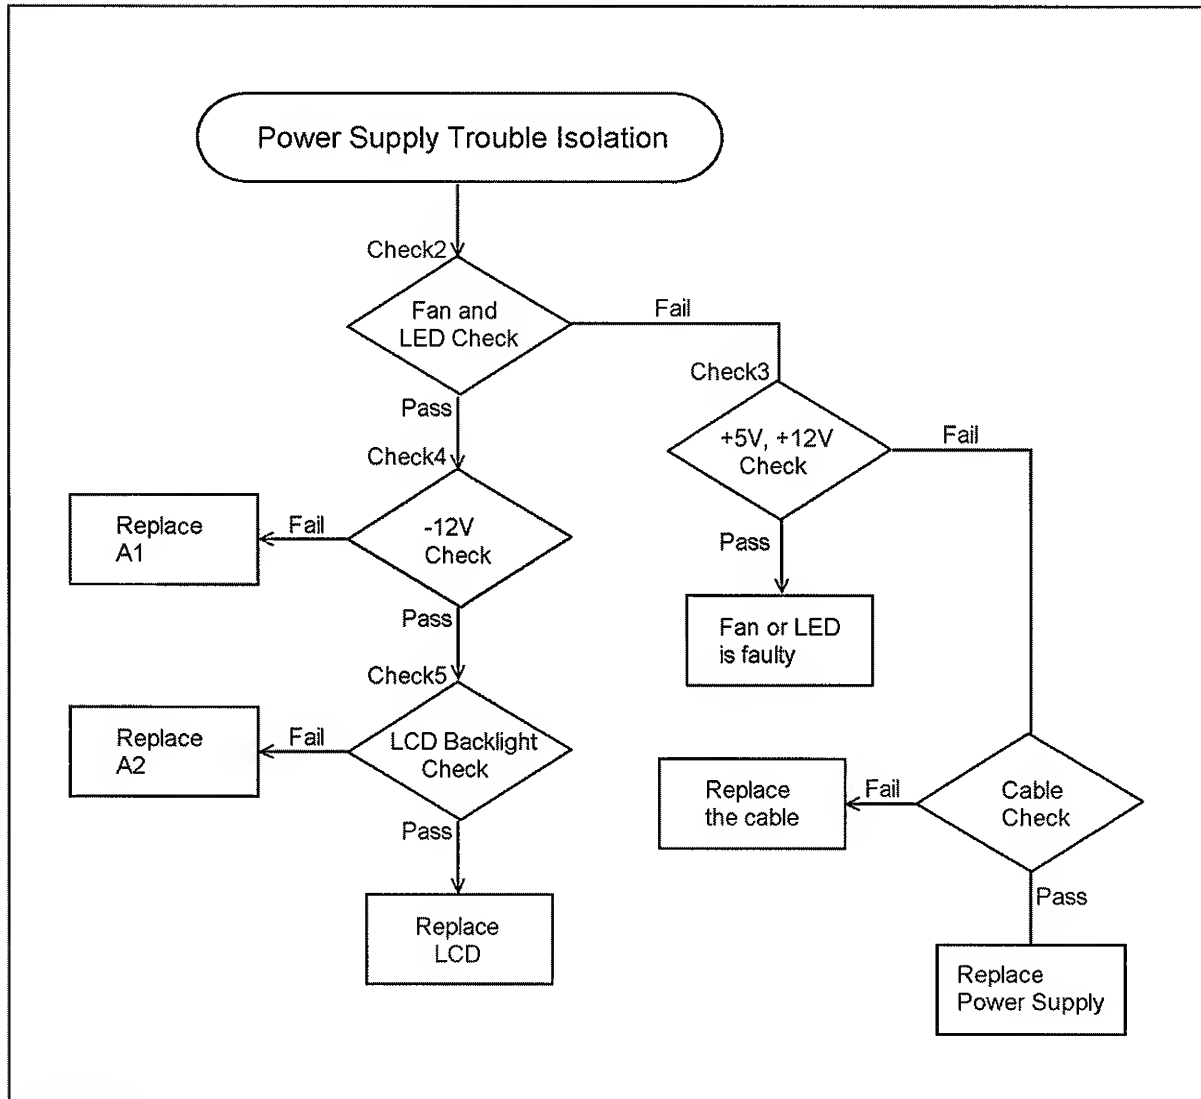 Power Supply Trouble Isolation
Check2
Fan and
LED Check
Fail
Pass
Check3
+5V, +12V
Check
Fail
Pass
Fan or LED
is faulty
Check4
-12V
Check
Fail
Replace
A1
Pass
Check5
LCD Backlight
Check
Fail
Replace
A2
Pass
Replace
LCD
Cable
Check
Fail
Replace
the cable
Pass
Replace
Power Supply